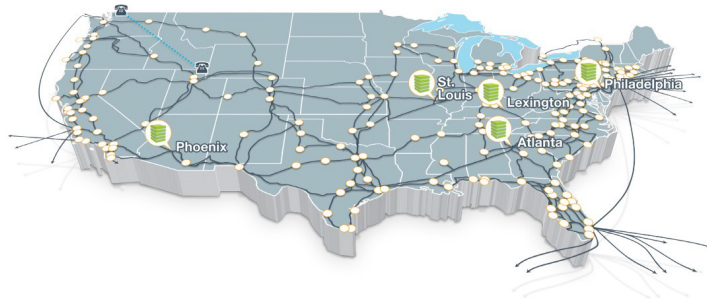 St.
Louis
Philadelphia
Lexington
Atlanta
Phoenix